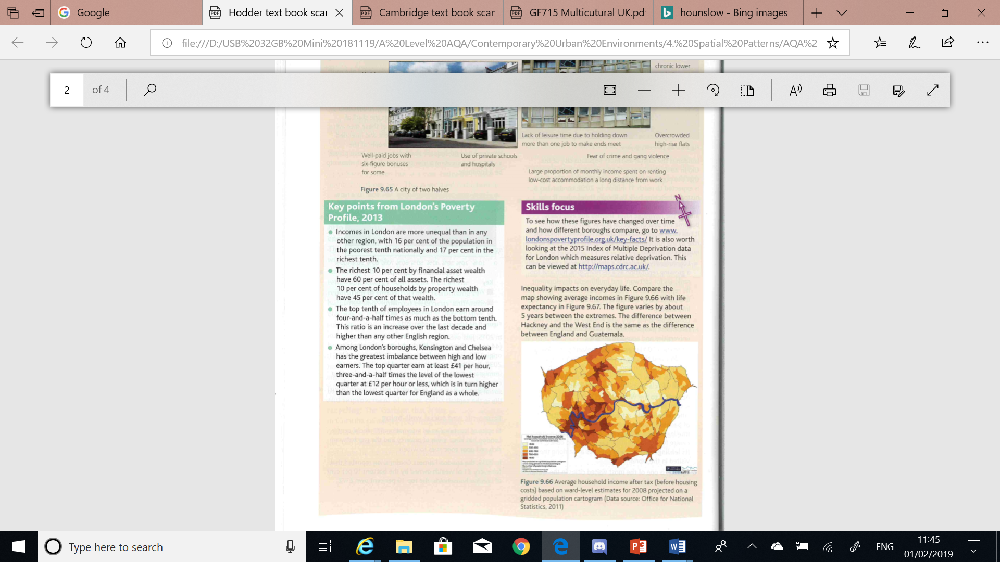 Google
Hodder text book scar
Cambridge text book scan
GF715 Multicutural UK.pdf
hounslow - Bing images
file:///D:/USB%2032GB%20Mini%20181119/A%20Level%20AQA/Contemporary%20Urban%20Environments/4.%20Spatial%20Patterns/AQA%20
2 of 4
chronic lower
Lack of leisure time due to holding down
more than one job to make ends meet
Overcrowded
high-rise flats
Well-paid jobs with
six-figure bonuses
for some
Use of private schools
and hospitals
Fear of crime and gang violence
Large proportion of monthly income spent on renting
low-cost accommodation a long distance from work
Figure 9.65 A city of two halves
Key points from London's Poverty
Profile, 2013
● Incomes in London are more unequal than in any
other region, with 16 per cent of the population in
the poorest tenth nationally and 17 per cent in the
richest tenth.
● The richest 10 per cent by financial asset wealth
have 60 per cent of all assets. The richest
10 per cent of households by property wealth
have 45 per cent of that wealth.
● The top tenth of employees in London earn around
four-and-a-half times as much as the bottom tenth.
This ratio is an increase over the last decade and
higher than any other English region.
● Among London's boroughs, Kensington and Chelsea
has the greatest imbalance between high and low
earners. The top quarter earn at least £41 per hour,
three-and-a-half times the level of the lowest
quarter at £12 per hour or less, which is in turn higher
than the lowest quarter for England as a whole.
Skills focus
N
To see how these figures have changed over time
and how different boroughs compare, go to www.
londonspovertyprofile.org.uk/key-facts/ It is also worth
looking at the 2015 Index of Multiple Deprivation data
for London which measures relative deprivation. This
can be viewed at http://maps.cdrc.ac.uk/.
Inequality impacts on everyday life. Compare the
map showing average incomes in Figure 9.66 with life
expectancy in Figure 9.67. The figure varies by about
5 years between the extremes. The difference between
Hackney and the West End is the same as the difference
between England and Guatemala.
Net household income 2008
Figure 9.66 Average household income after tax (before housing
costs) based on ward-level estimates for 2008 projected on a
gridded population cartogram (Data source: Office for National
Statistics, 2011)
Type here to search
ENG
11:45
01/02/2019